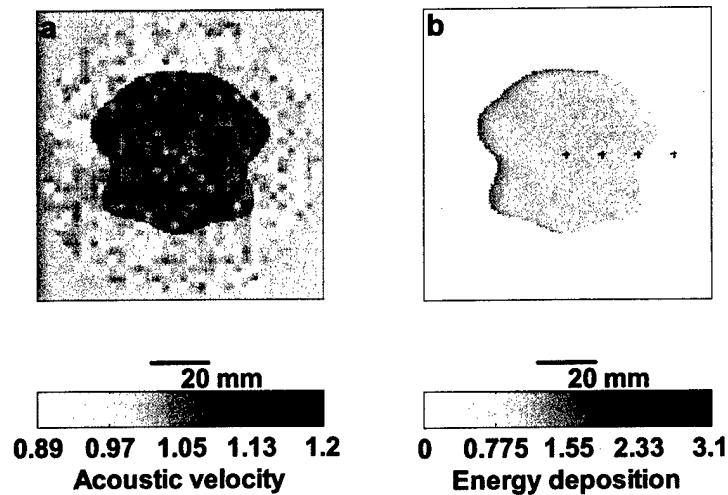 a
b
20 mm
20 mm
0.89 0.97 1.05 1.13 1.2
0 0.775 1.55 2.33 3.1
Acoustic velocity
Energy deposition